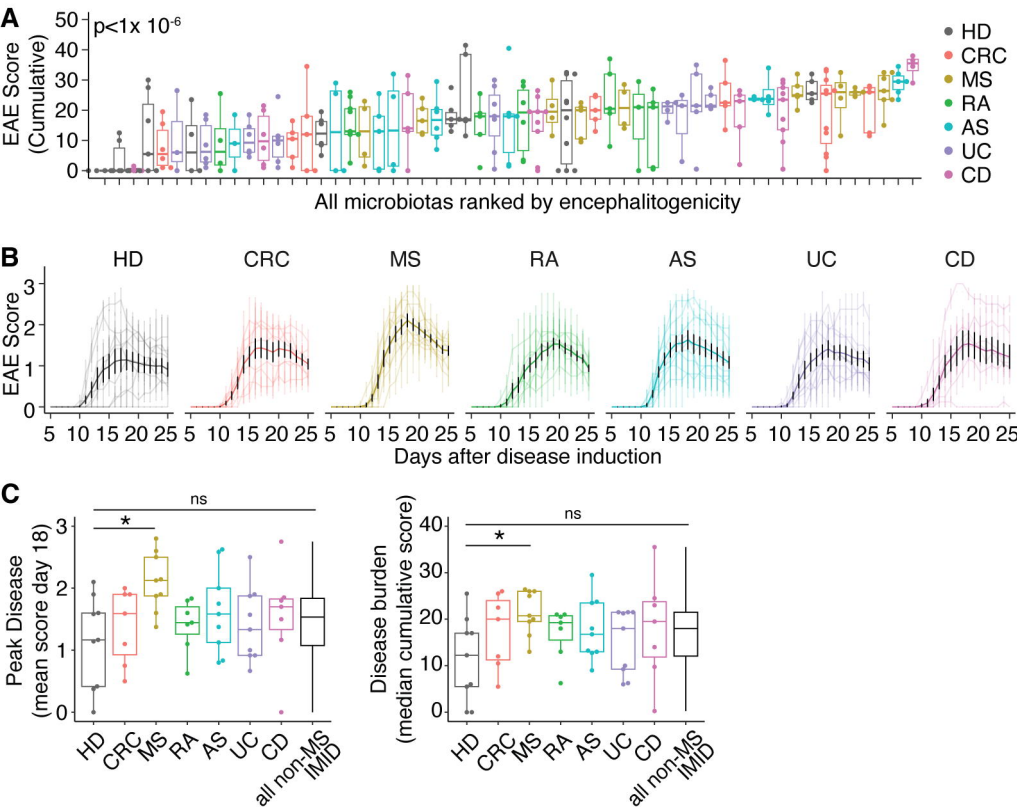 A
p<1x 10-6
EAE Score
(Cumulative)
50
40
30
20
10
0
All microbiotas ranked by encephalitogenicity
HD
CRC
MS
RA
AS
UC
CD
B
HD CRC MS RA AS UC CD
EAE Score
3
2
1
0
5 10 15 20 25 5 10 15 20 25 5 10 15 20 25 5 10 15 20 25 5 10 15 20 25 5 10 15 20 25 5 10 15 20 25
Days after disease induction
C
Peak Disease
(mean score day 18)
3
2
1
0
ns
*
HD CRC MS RA AS UC CD all non-MS
IMID
Disease burden
(median cumulative score)
40
30
20
10
0
ns
*
HD CRC MS RA AS UC CD all non-MS
IMID